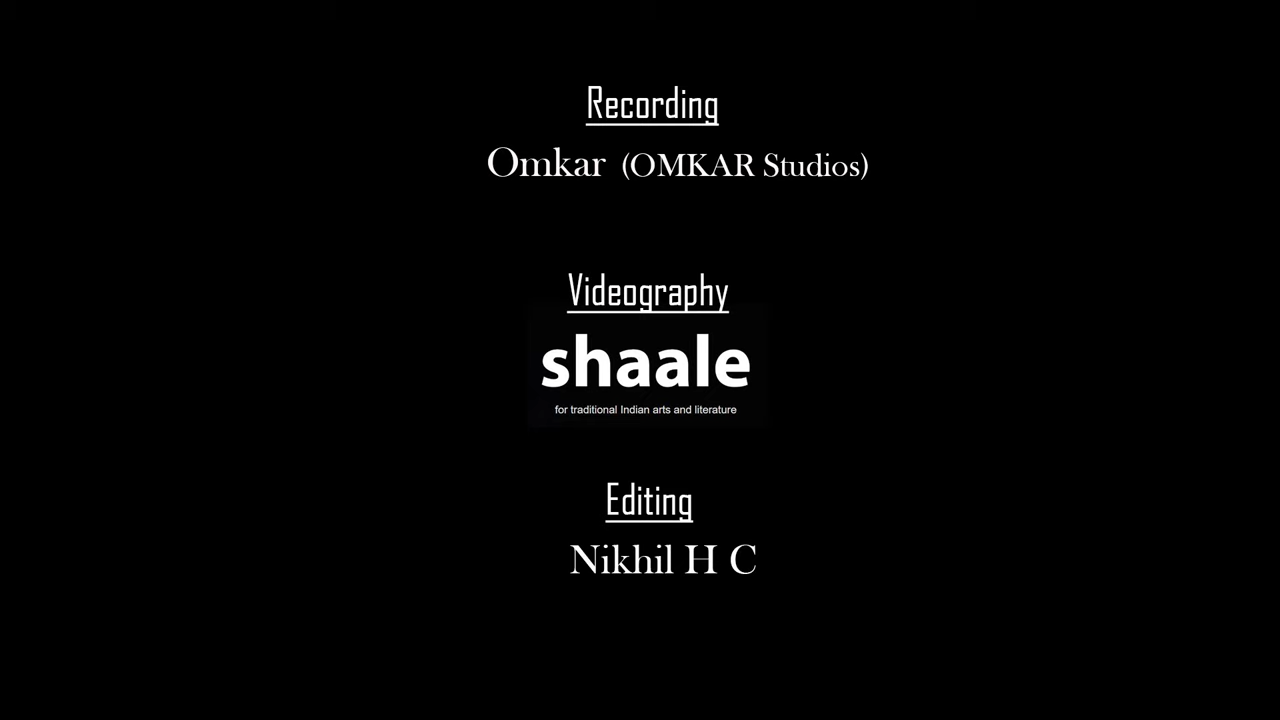 Recording
Omkar (OMKAR Studios)
Videography
shaale
for traditional Indian arts and literature
Editing
Nikhil H C